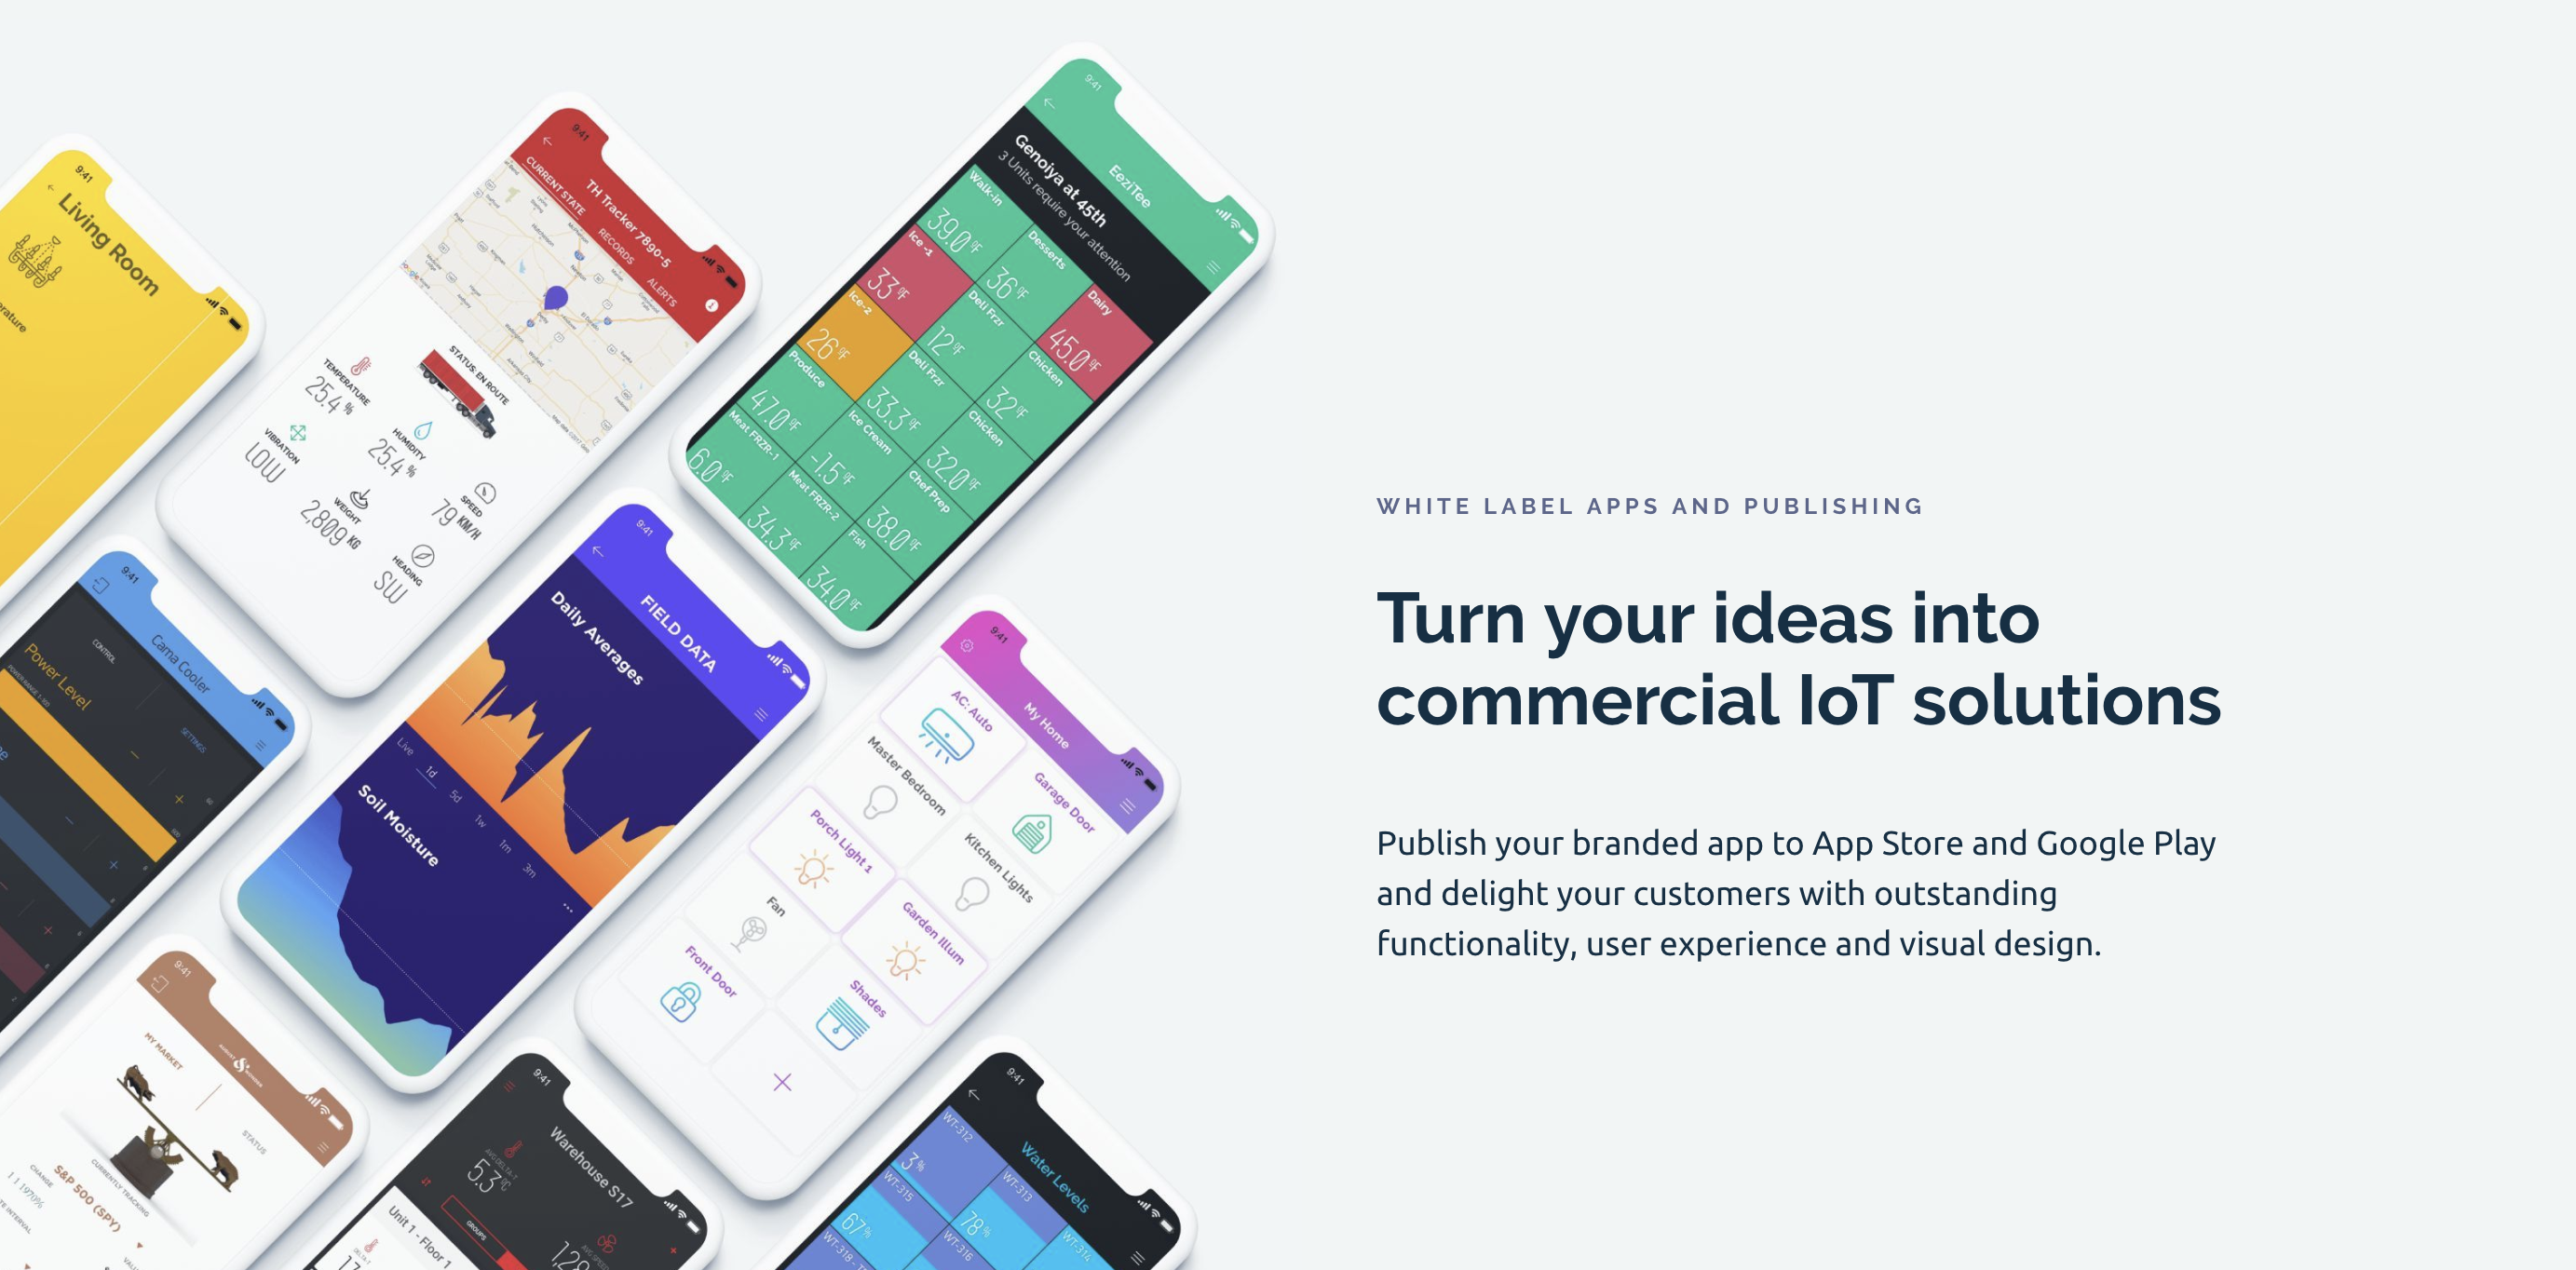 WHITE LABEL APPS AND PUBLISHING
Turn your ideas into
commercial IoT solutions
Publish your branded app to App Store and Google Play
and delight your customers with outstanding
functionality, user experience and visual design.
9:41
Living Room
9:41
TH Tracker 7890-5
CURRENT STATE RECORDS ALERTS
STATUS: EN ROUTE
TEMPERATURE
25.4 %
HUMIDITY
25.4 %
SPEED
79 KM/H
VIBRATION
LOW
WEIGHT
2,809 KG
HEADING
SW
9:41
EeziTee
Genoiya at 45th
3 Units require your attention
Walk-in
39.0°F
Desserts
36°F
Dairy
45.0°F
Ice-1
33°F
Deli Frzr
12°F
Chicken
32°F
Ice-2
26°F
Deli Frzr
33.3°F
Chicken
32.0°F
Produce
47.0°F
Ice Cream
-1.5°F
Chef Prep
38.0°F
Meat FRZR-1
6.0°F
Meat FRZR-2
34.3°F
Fish
34.0°F
9:41
Cama Cooler
CONTROL SETTINGS
Power Level
9:41
FIELD DATA
Daily Averages
Live 1d 5d 1w 1m 3m ...
Soil Moisture
9:41
My Home
AC: Auto
Garage Door
Master Bedroom
Kitchen Lights
Porch Light 1
Garden Illum
Fan
Shades
Front Door
9:41
MY MARKET STATUS
CURRENTLY TRACKING
S&P 500 (SPY)
CHANGE
9:41
Warehouse S17
AVG DELTA-T
5.3°C
GROUPS
Unit 1 - Floor 1
DELTA-T
9:41
Water Levels
WT-312
3%
WT-313
78%
WT-314
WT-315
67%
WT-316
WT-318